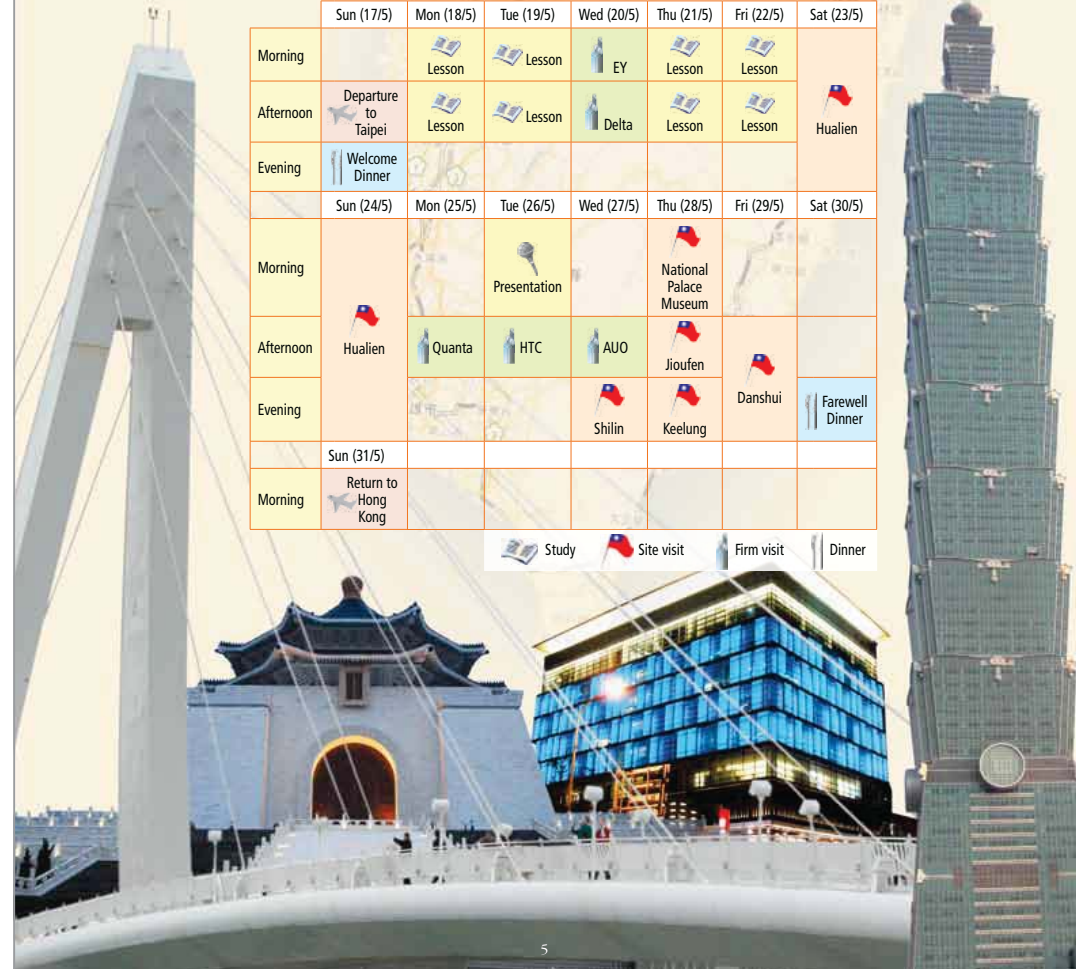 Sun (17/5) Mon (18/5) Tue (19/5) Wed (20/5) Thu (21/5) Fri (22/5) Sat (23/5)
Morning
Lesson
Lesson
EY
Lesson
Lesson
Afternoon
Departure
to
Taipei
Lesson
Lesson
Delta
Lesson
Lesson
Hualien
Evening
Welcome
Dinner
Sun (24/5) Mon (25/5) Tue (26/5) Wed (27/5) Thu (28/5) Fri (29/5) Sat (30/5)
Morning
Presentation
National
Palace
Museum
Afternoon
Hualien
Quanta
HTC
AUO
Jioufen
Evening
Shilin
Keelung
Danshui
Farewell
Dinner
Sun (31/5)
Morning
Return to
Hong
Kong
Study Site visit Firm visit Dinner
5